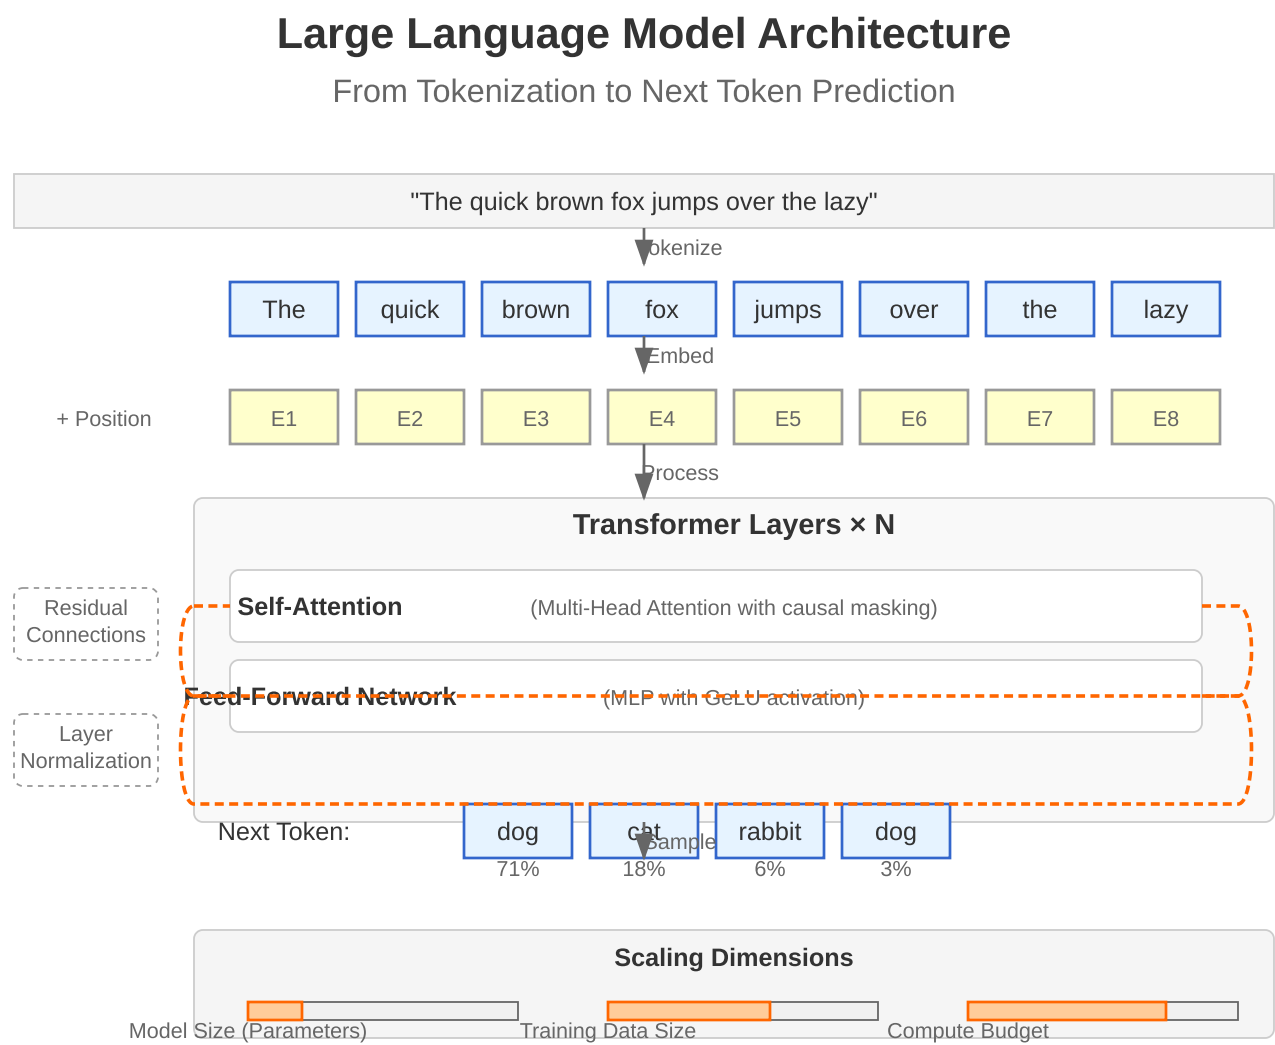 Large Language Model Architecture
From Tokenization to Next Token Prediction
"The quick brown fox jumps over the lazy"
Tokenize
The quick brown fox jumps over the lazy
Embed
+ Position E1 E2 E3 E4 E5 E6 E7 E8
Process
Transformer Layers × N
Residual
Connections
Self-Attention (Multi-Head Attention with causal masking)
Feed-Forward Network (MLP with GeLU activation)
Layer
Normalization
Next Token: dog cat rabbit dog
Sample
71% 18% 6% 3%
Scaling Dimensions
Model Size (Parameters) Training Data Size Compute Budget